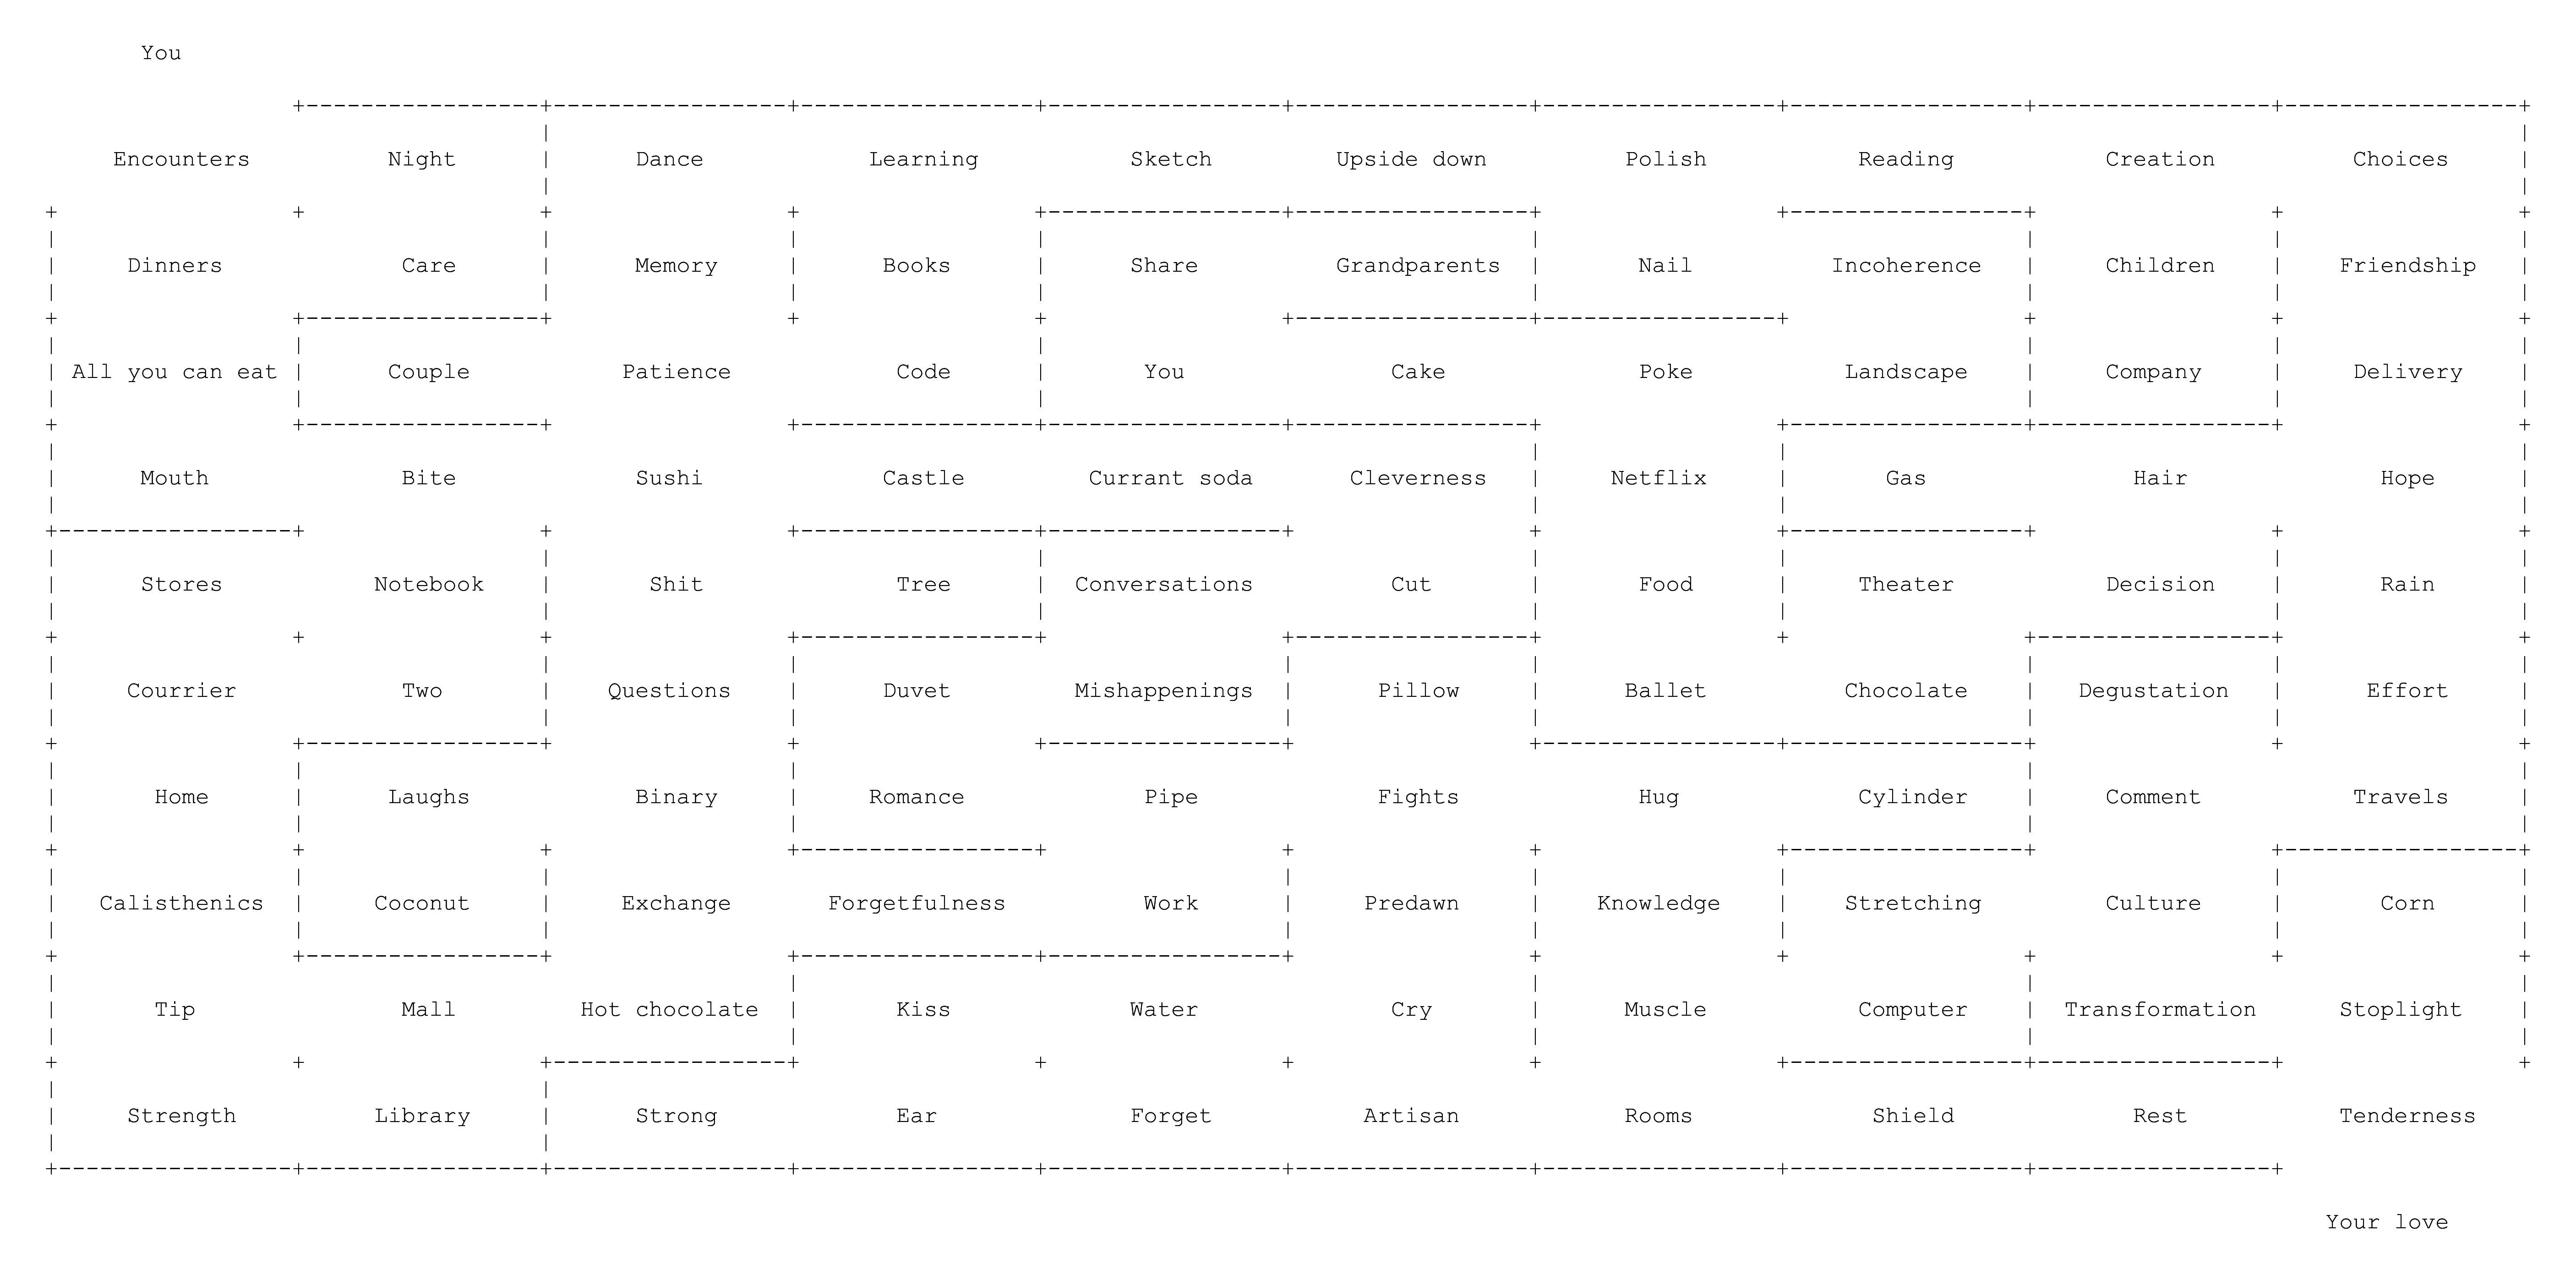 You
Encounters Night Dance Learning Sketch Upside down Polish Reading Creation Choices
Dinners Care Memory Books Share Grandparents Nail Incoherence Children Friendship
All you can eat Couple Patience Code You Cake Poke Landscape Company Delivery
Mouth Bite Sushi Castle Currant soda Cleverness Netflix Gas Hair Hope
Stores Notebook Shit Tree Conversations Cut Food Theater Decision Rain
Courrier Two Questions Duvet Mishappenings Pillow Ballet Chocolate Degustation Effort
Home Laughs Binary Romance Pipe Fights Hug Cylinder Comment Travels
Calisthenics Coconut Exchange Forgetfulness Work Predawn Knowledge Stretching Culture Corn
Tip Mall Hot chocolate Kiss Water Cry Muscle Computer Transformation Stoplight
Strength Library Strong Ear Forget Artisan Rooms Shield Rest Tenderness
Your love